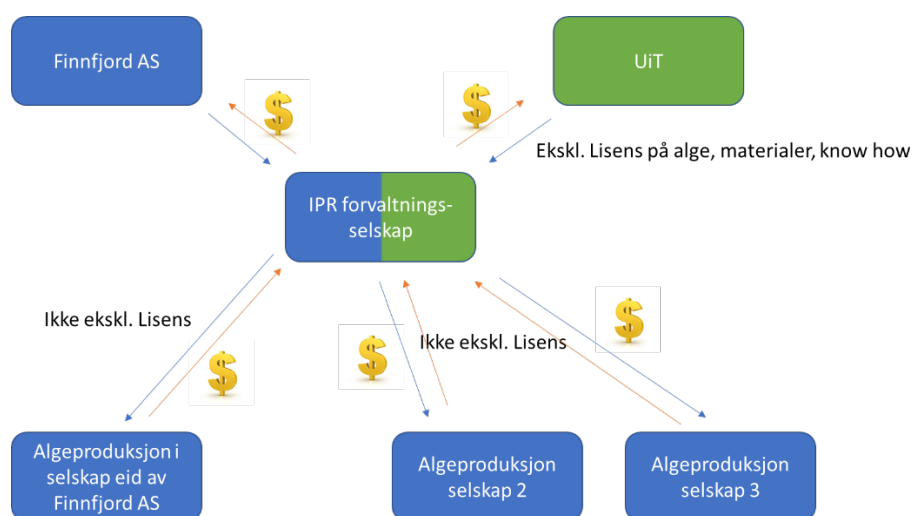 Finnfjord AS
UiT
$
$
Ekskl. Lisens på alge, materialer, know how
IPR forvaltnings-
selskap
Ikke ekskl. Lisens
Ikke ekskl. Lisens
$
$
$
Algeproduksjon i
selskap eid av
Finnfjord AS
Algeproduksjon
selskap 2
Algeproduksjon
selskap 3